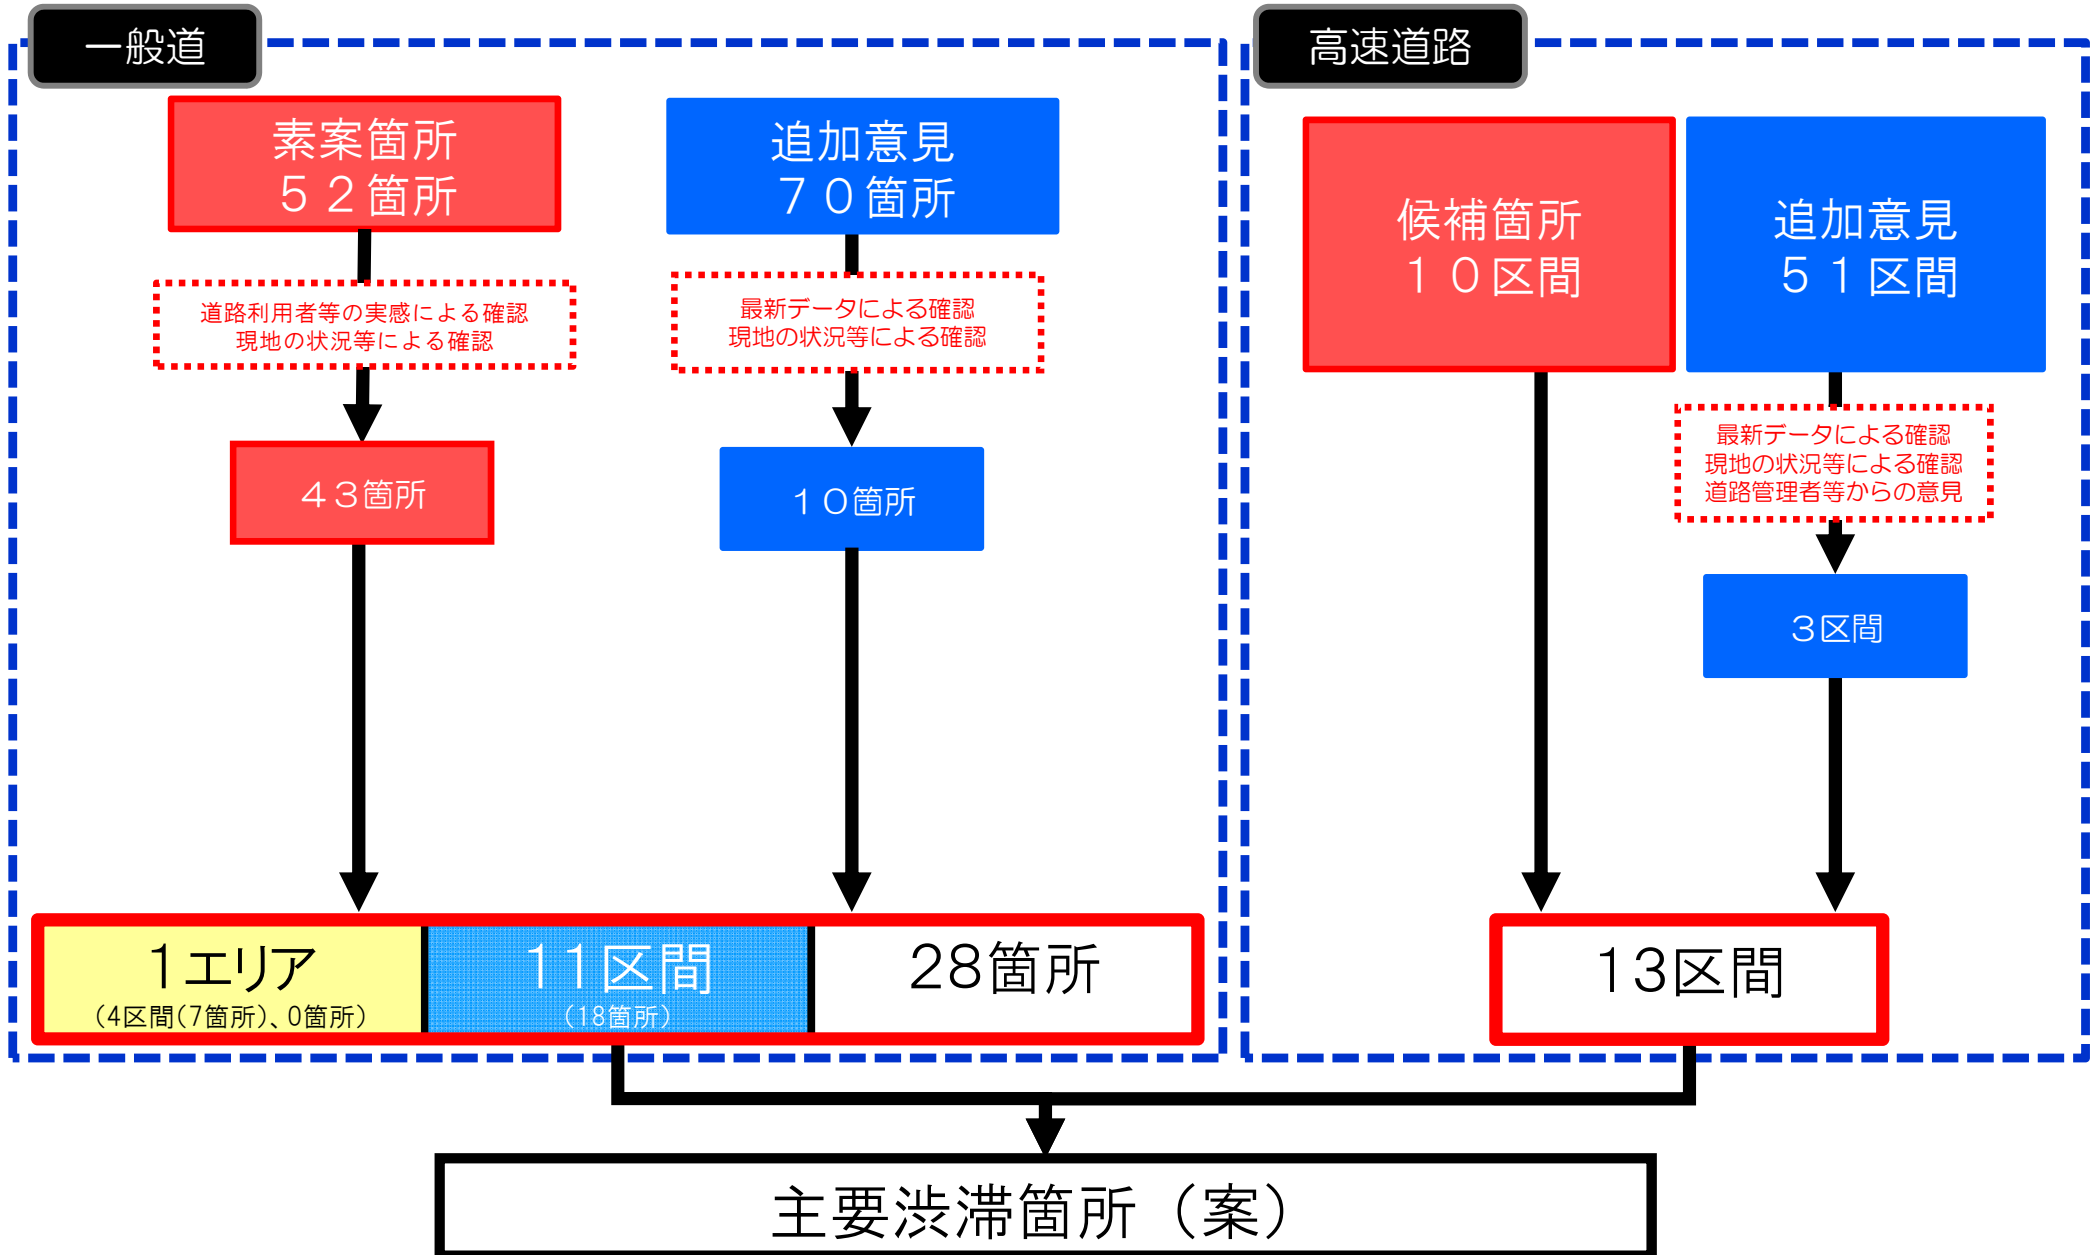 一般道
素案箇所
５２箇所
道路利用者等の実感による確認
現地の状況等による確認
４３箇所
追加意見
７０箇所
最新データによる確認
現地の状況等による確認
１０箇所
1エリア
(4区間(7箇所)、0箇所)
11区間
(18箇所)
28箇所
高速道路
候補箇所
１０区間
追加意見
５１区間
最新データによる確認
現地の状況等による確認
道路管理者等からの意見
３区間
13区間
主要渋滞箇所（案）